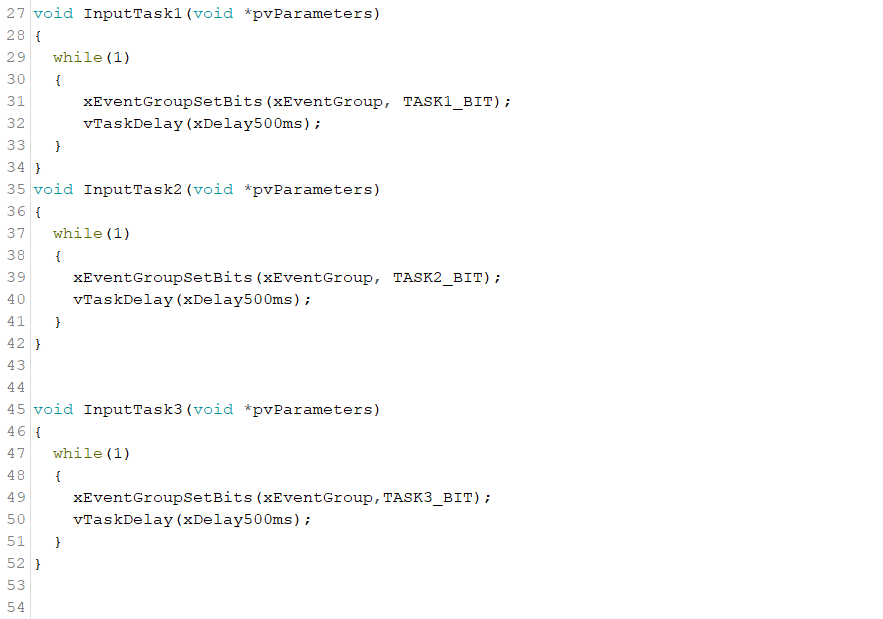 27 void InputTask1(void *pvParameters)
28 {
29   while(1)
30   {
31      xEventGroupSetBits(xEventGroup, TASK1_BIT);
32      vTaskDelay(xDelay500ms);
33   }
34 }
35 void InputTask2(void *pvParameters)
36 {
37   while(1)
38   {
39     xEventGroupSetBits(xEventGroup, TASK2_BIT);
40     vTaskDelay(xDelay500ms);
41   }
42 }
43
44
45 void InputTask3(void *pvParameters)
46 {
47   while(1)
48   {
49     xEventGroupSetBits(xEventGroup,TASK3_BIT);
50     vTaskDelay(xDelay500ms);
51   }
52 }
53
54